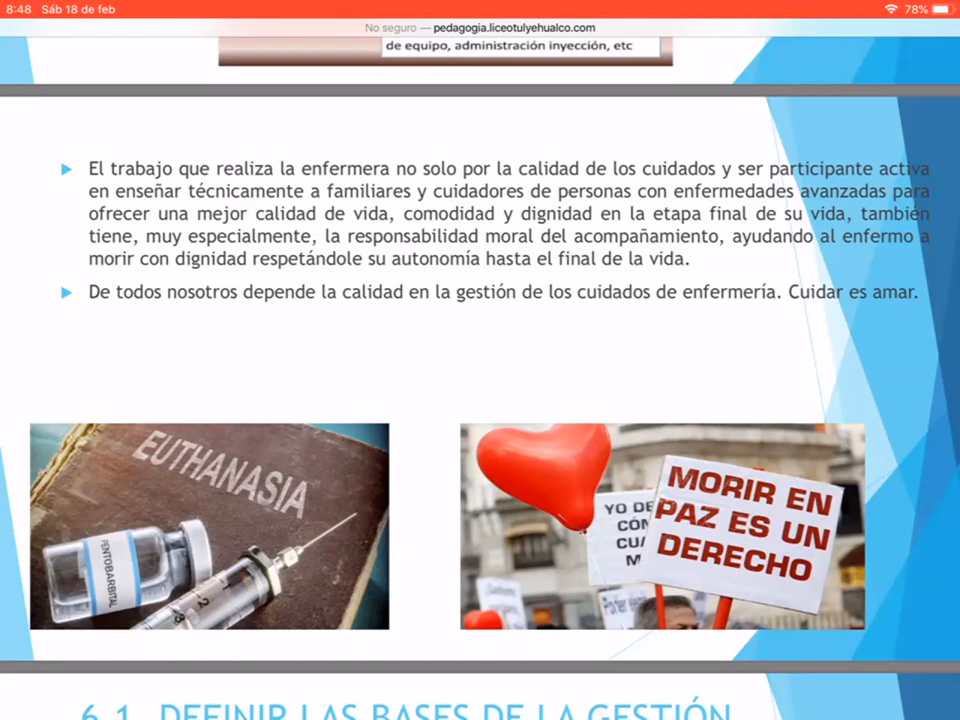 8:48 Sáb 18 de feb 78%
No seguro — pedagogia.liceotulyehualco.com
de equipo, administración inyección, etc
El trabajo que realiza la enfermera no solo por la calidad de los cuidados y ser participante activa
en enseñar técnicamente a familiares y cuidadores de personas con enfermedades avanzadas para
ofrecer una mejor calidad de vida, comodidad y dignidad en la etapa final de su vida, también
tiene, muy especialmente, la responsabilidad moral del acompañamiento, ayudando al enfermo a
morir con dignidad respetándole su autonomía hasta el final de la vida.
De todos nosotros depende la calidad en la gestión de los cuidados de enfermería. Cuidar es amar.
EUTHANASIA
PENTOBARBITAL
2
3
MORIR EN
PAZ ES UN
DERECHO
YO DE
CÓM
CUA
M
6.1. DEFINIR LAS BASES DE LA GESTIÓN